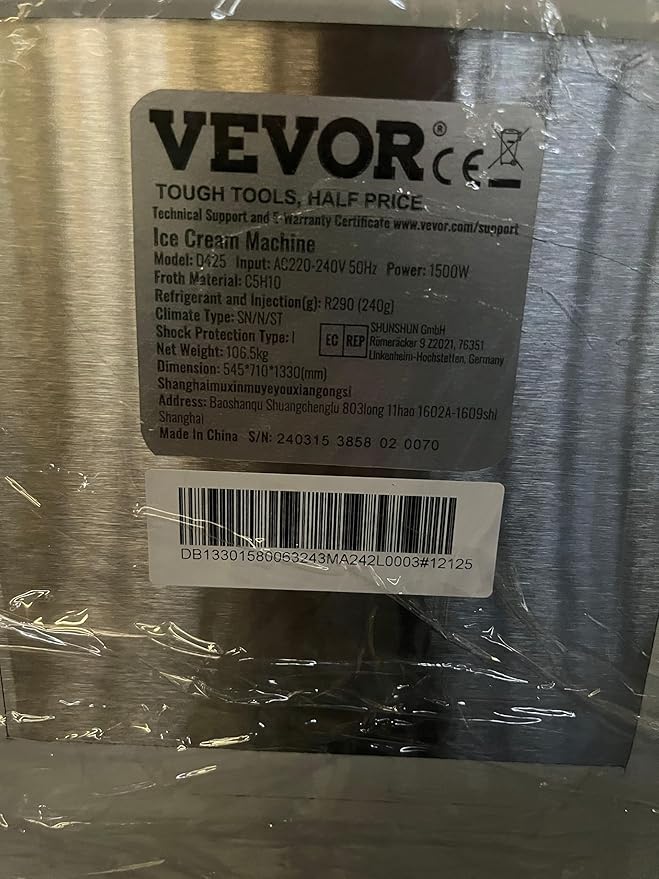 VEVOR® CE
TOUGH TOOLS, HALF PRICE
Technical Support and E-Warranty Certificate www.vevor.com/support
Ice Cream Machine
Model: D425 Input: AC220-240V 50Hz Power: 1500W
Froth Material: C5H10
Refrigerant and Injection(g): R290 (240g)
Climate Type: SN/N/ST
Shock Protection Type: I
EC REP
SHUNSHUN GmbH
Römeräcker 9 Z2021, 76351
Linkenheim-Hochstetten, Germany
Net Weight: 106.5kg
Dimension: 545*710*1330(mm)
Shanghaimuxinmuyeyouxiangongsi
Address: Baoshanqu Shuangchenglu 803long 11hao 1602A-1609shi
Shanghai
Made In China S/N: 240315 3858 02 0070
DB13301580063243MA242L0003#12125